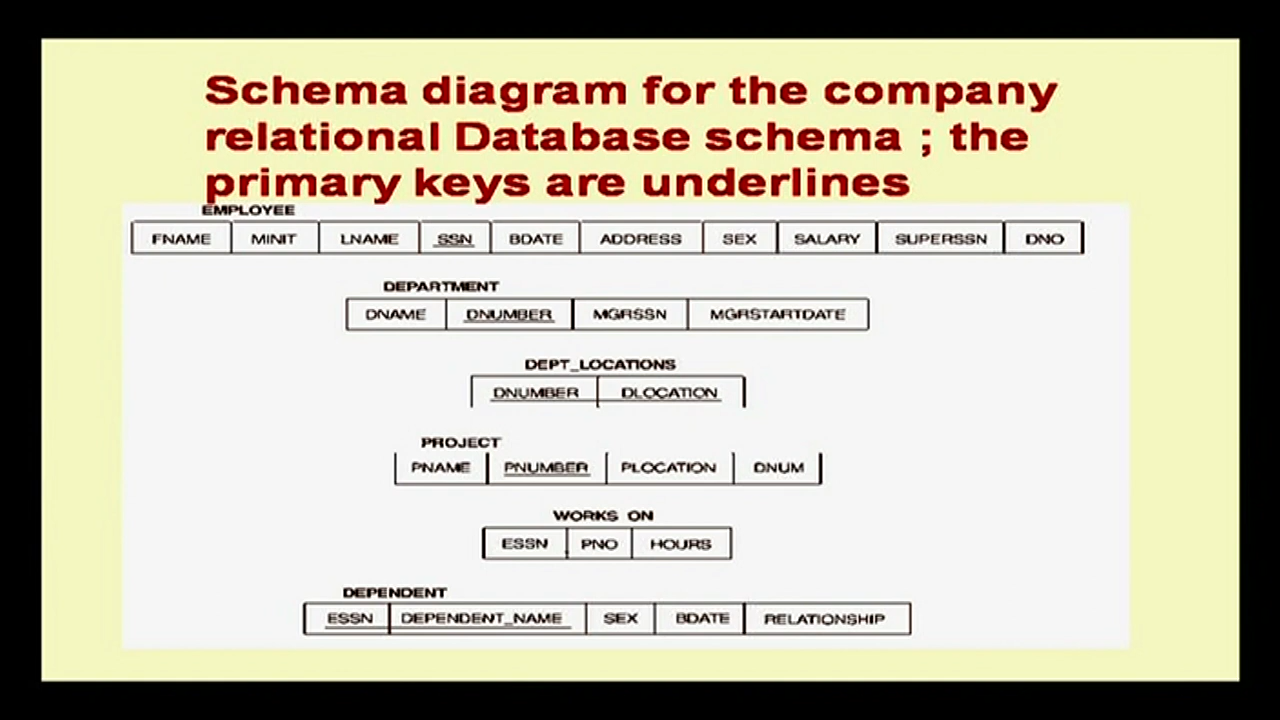 Schema diagram for the company
relational Database schema ; the
primary keys are underlines
EMPLOYEE
FNAME MINIT LNAME SSN BDATE ADDRESS SEX SALARY SUPERSSN DNO
DEPARTMENT
DNAME DNUMBER MGRSSN MGRSTARTDATE
DEPT_LOCATIONS
DNUMBER DLOCATION
PROJECT
PNAME PNUMBER PLOCATION DNUM
WORKS ON
ESSN PNO HOURS
DEPENDENT
ESSN DEPENDENT_NAME SEX BDATE RELATIONSHIP